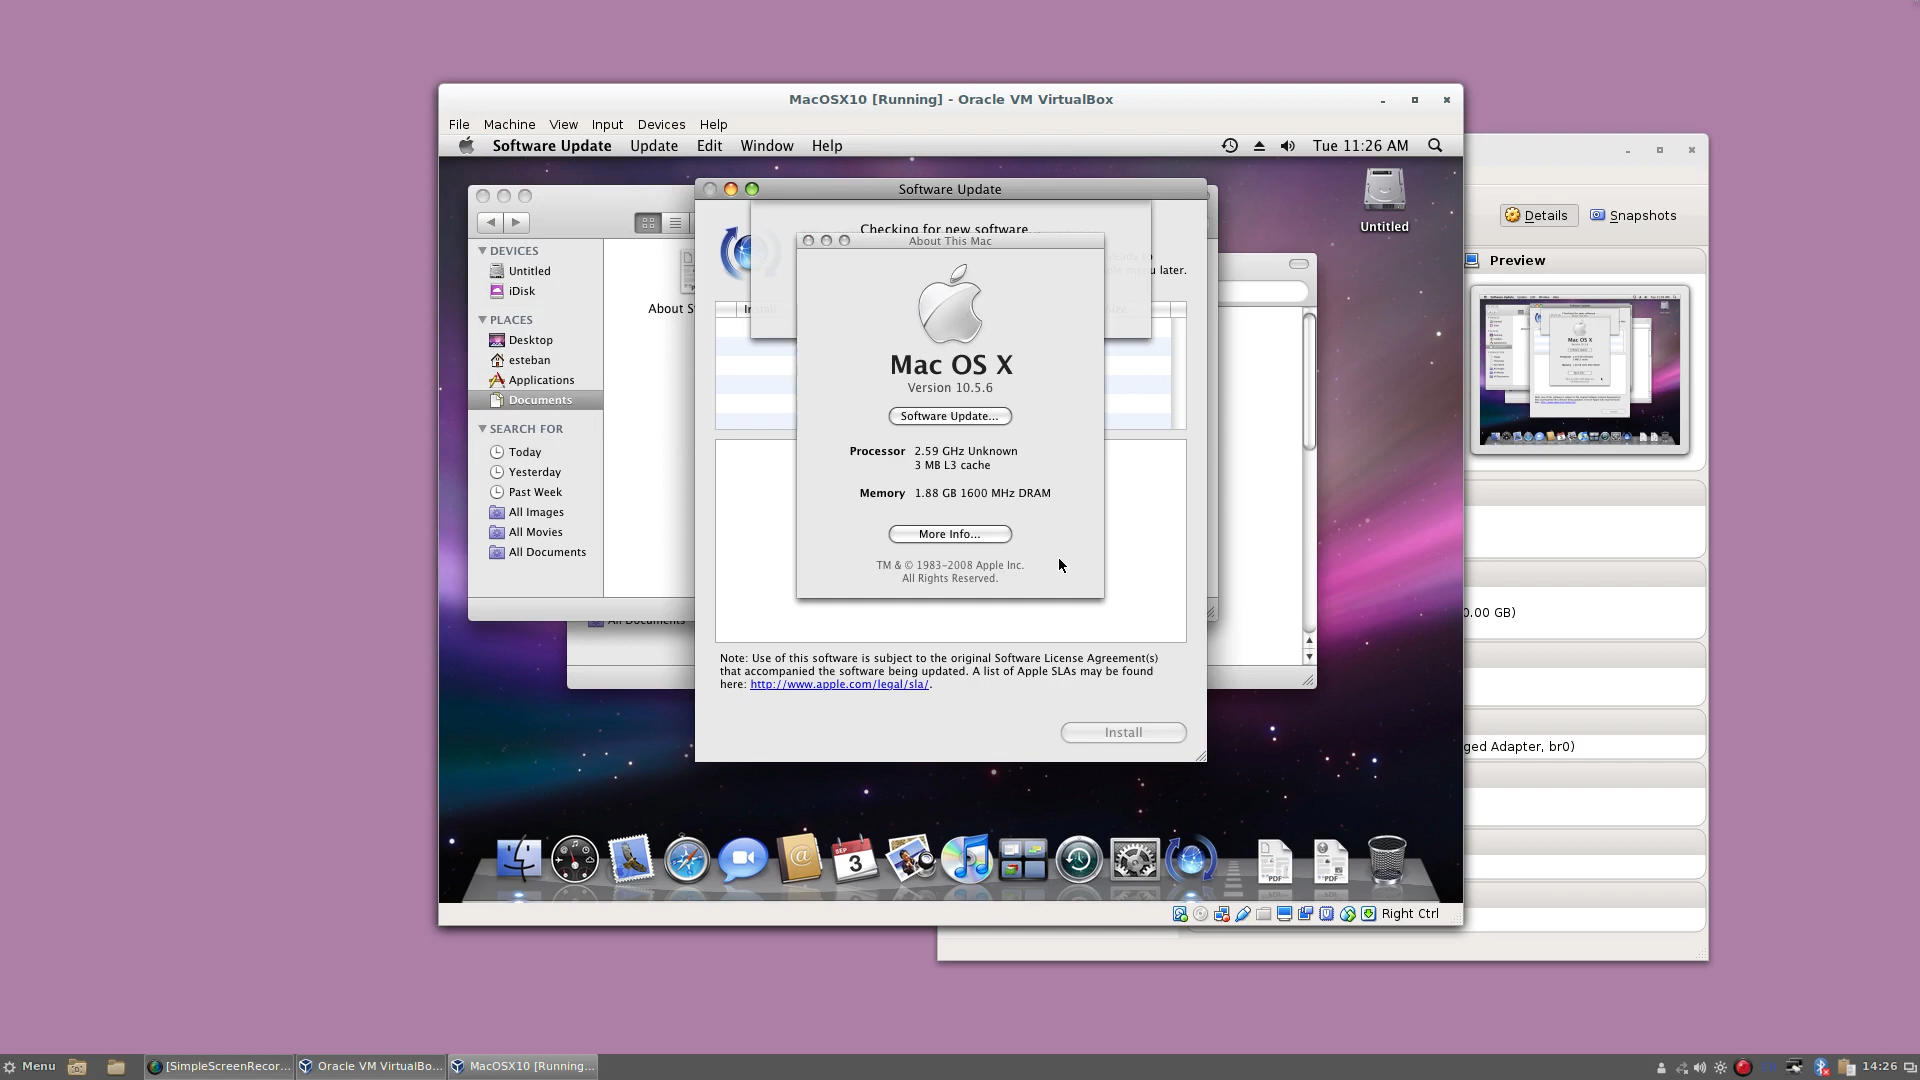 MacOSX10 [Running] - Oracle VM VirtualBox
File Machine View Input Devices Help
Software Update Update Edit Window Help
Tue 11:26 AM
Untitled
DEVICES
Untitled
iDisk
PLACES
Desktop
esteban
Applications
Documents
SEARCH FOR
Today
Yesterday
Past Week
All Images
All Movies
All Documents
About S
All Documents
Software Update
Checking for new software...
later.
About This Mac
Mac OS X
Version 10.5.6
Software Update...
Processor 2.59 GHz Unknown
3 MB L3 cache
Memory 1.88 GB 1600 MHz DRAM
More Info...
TM & © 1983-2008 Apple Inc.
All Rights Reserved.
Note: Use of this software is subject to the original Software License Agreement(s)
that accompanied the software being updated. A list of Apple SLAs may be found
here: http://www.apple.com/legal/sla/.
Install
SEP
3
PDF
PDF
Right Ctrl
Details Snapshots
Preview
0.00 GB)
ged Adapter, br0)
Menu
[SimpleScreenRecor...
Oracle VM VirtualBo...
MacOSX10 [Running...
14:26